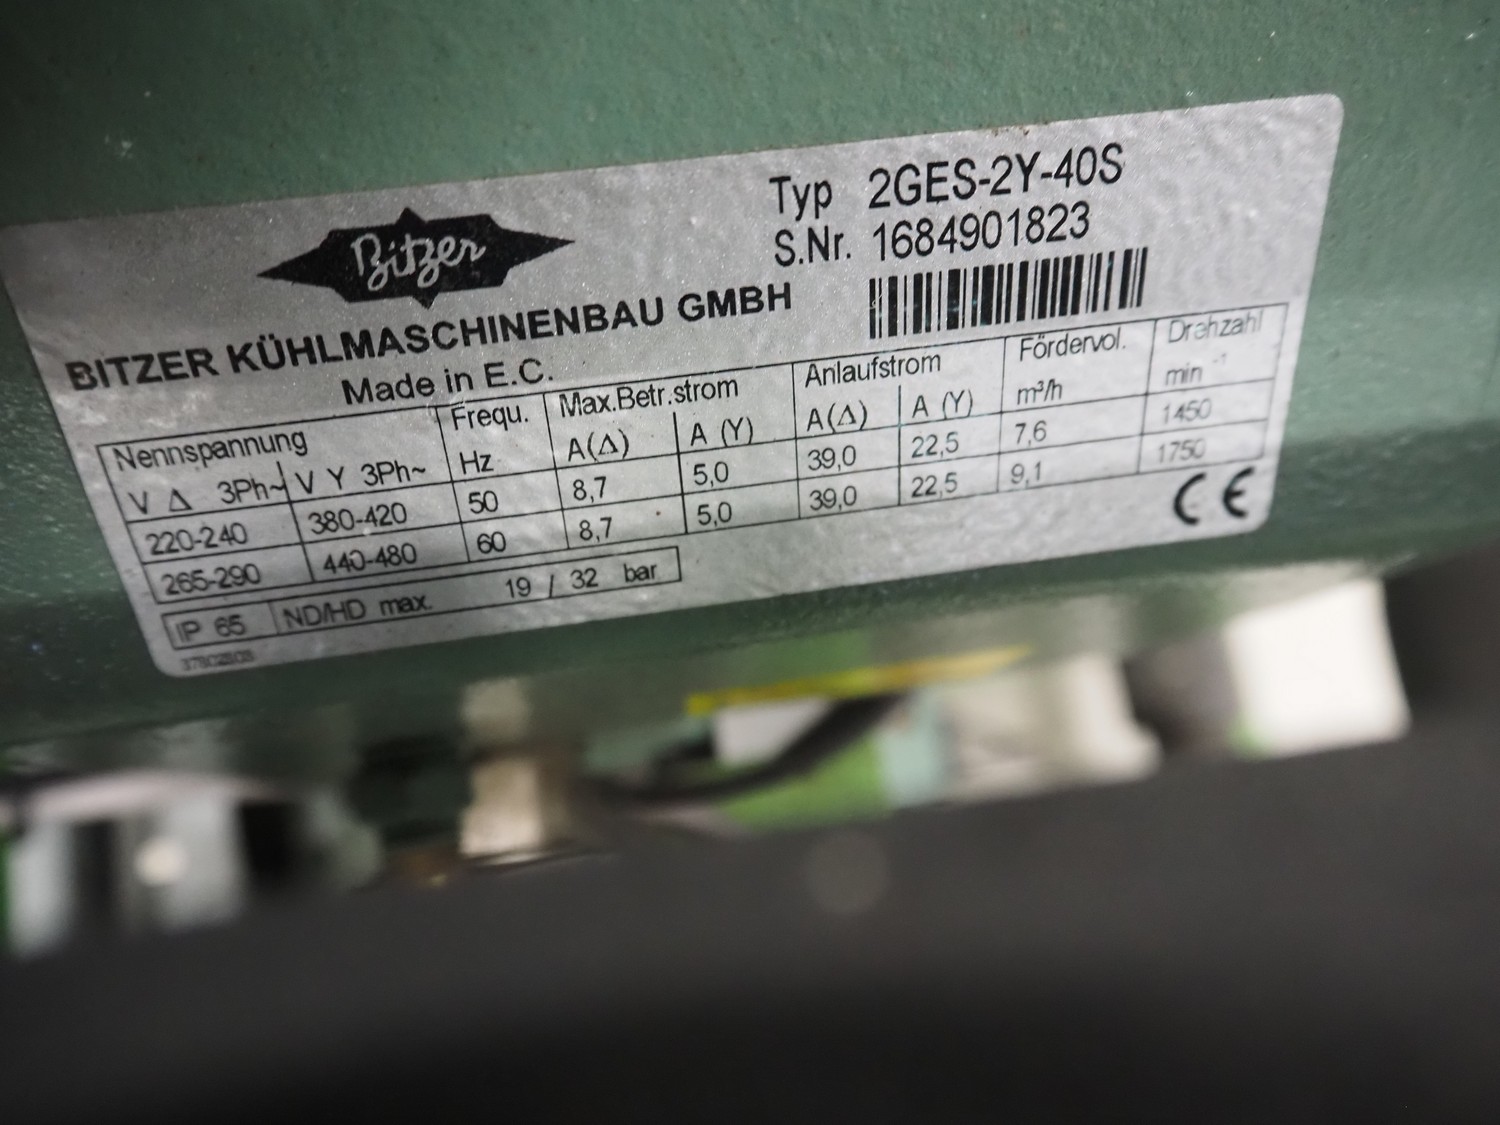 Bitzer
Typ 2GES-2Y-40S
S.Nr. 1684901823
BITZER KÜHLMASCHINENBAU GMBH
Made in E.C.
Nennspannung Frequ. Max.Betr.strom Anlaufstrom Fördervol. Drehzahl
V Δ 3Ph~ V Y 3Ph~ Hz A(Δ) A (Y) A(Δ) A (Y) m³/h min⁻¹
220-240 380-420 50 8,7 5,0 39,0 22,5 7,6 1450
265-290 440-480 60 8,7 5,0 39,0 22,5 9,1 1750
IP 65 ND/HD max. 19 / 32 bar
CE